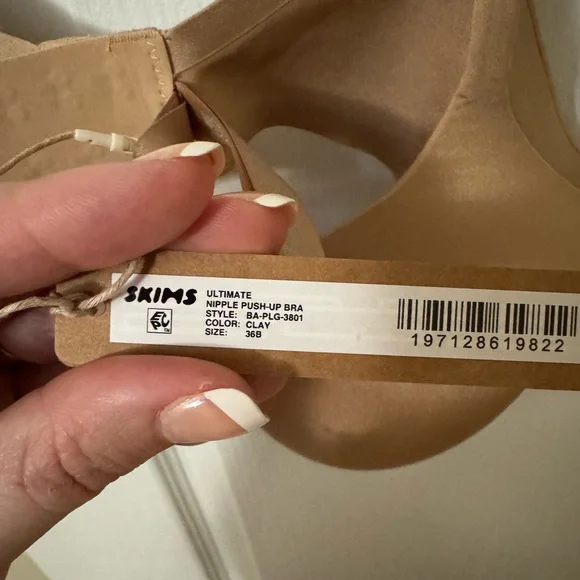 SKIMS
ULTIMATE
NIPPLE PUSH-UP BRA
STYLE: BA-PLG-3801
COLOR: CLAY
SIZE: 36B
197128619822